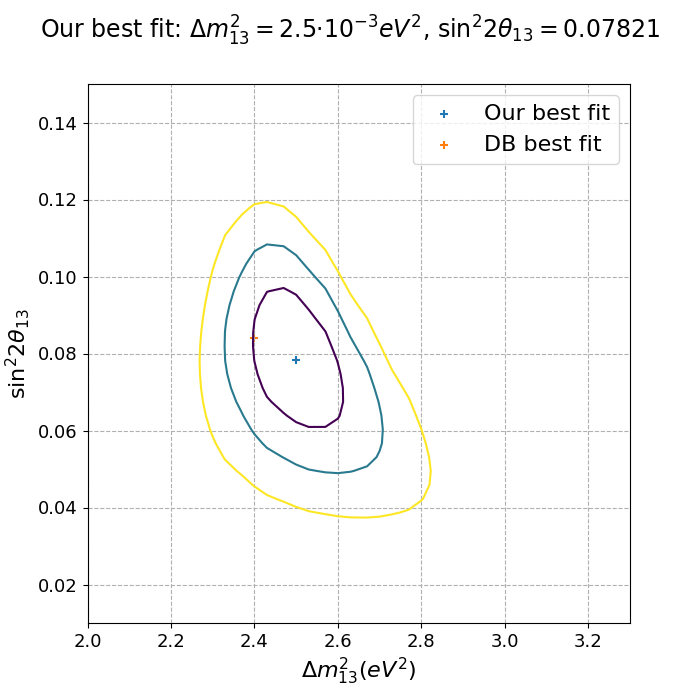 Our best fit: Δm²₁₃ = 2.5·10⁻³eV², sin²2θ₁₃ = 0.07821
Our best fit
DB best fit
0.14
0.12
0.10
0.08
0.06
0.04
0.02
sin²2θ₁₃
2.0 2.2 2.4 2.6 2.8 3.0 3.2
Δm²₁₃(eV²)